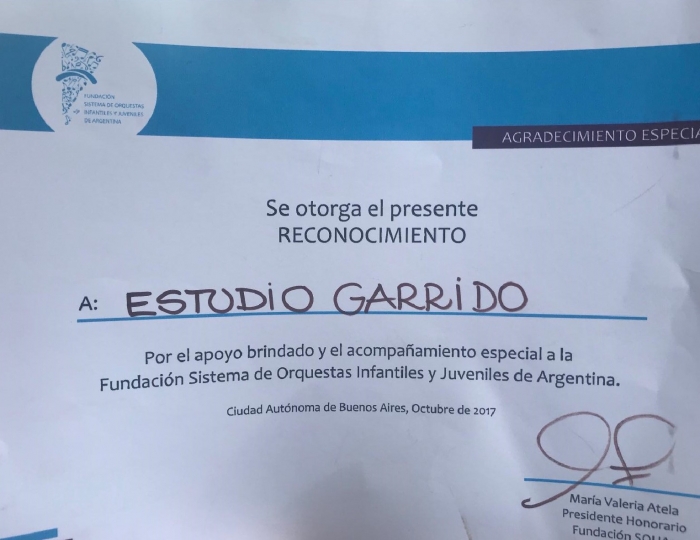 FUNDACIÓN
SISTEMA DE ORQUESTAS
INFANTILES Y JUVENILES
DE ARGENTINA
AGRADECIMIENTO ESPECIA
Se otorga el presente
RECONOCIMIENTO
A: ESTUDIO GARRIDO
Por el apoyo brindado y el acompañamiento especial a la
Fundación Sistema de Orquestas Infantiles y Juveniles de Argentina.
Ciudad Autónoma de Buenos Aires, Octubre de 2017
María Valeria Atela
Presidente Honorario
Fundación